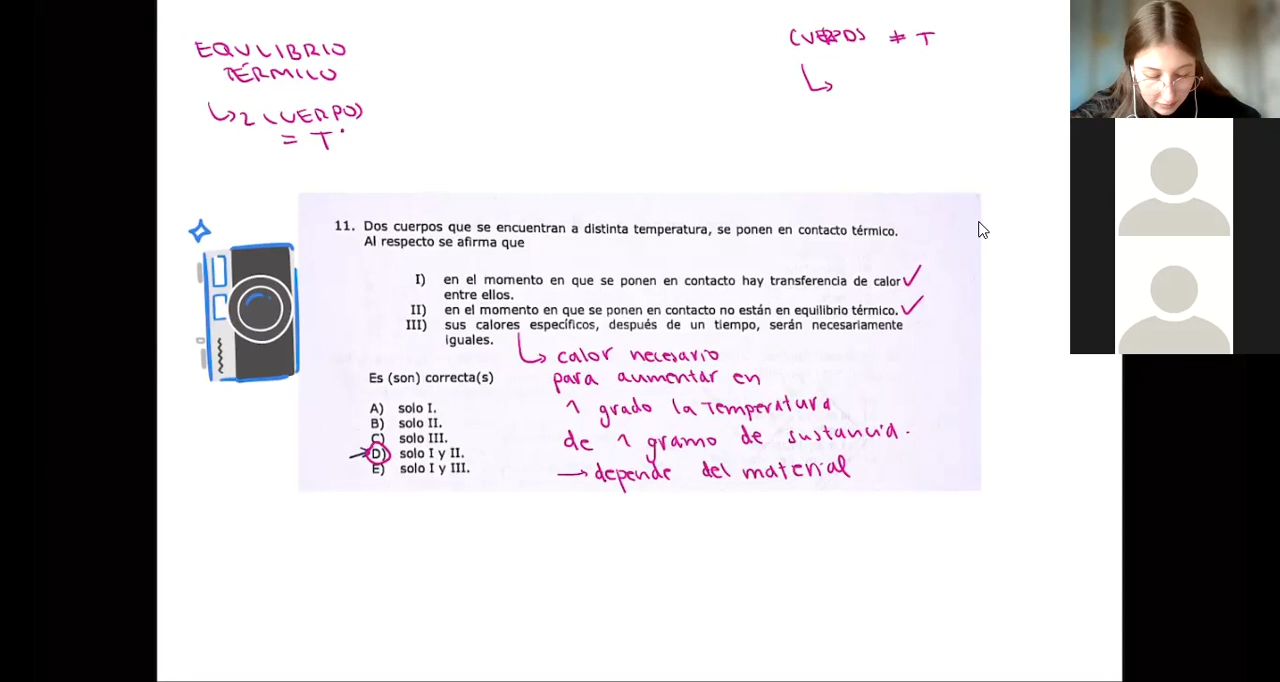 EQULIBRIO
TÉRMICO
↳ 2 CUERPOS
= T°
CUERPOS ≠ T
↳
11. Dos cuerpos que se encuentran a distinta temperatura, se ponen en contacto térmico.
Al respecto se afirma que
I) en el momento en que se ponen en contacto hay transferencia de calor ✓
entre ellos.
II) en el momento en que se ponen en contacto no están en equilibrio térmico. ✓
III) sus calores específicos, después de un tiempo, serán necesariamente
iguales.
↳ calor necesario
para aumentar en
1 grado la temperatura
de 1 gramo de sustancia.
→ depende del material
Es (son) correcta(s)
A) solo I.
B) solo II.
C) solo III.
→ D) solo I y II.
E) solo I y III.